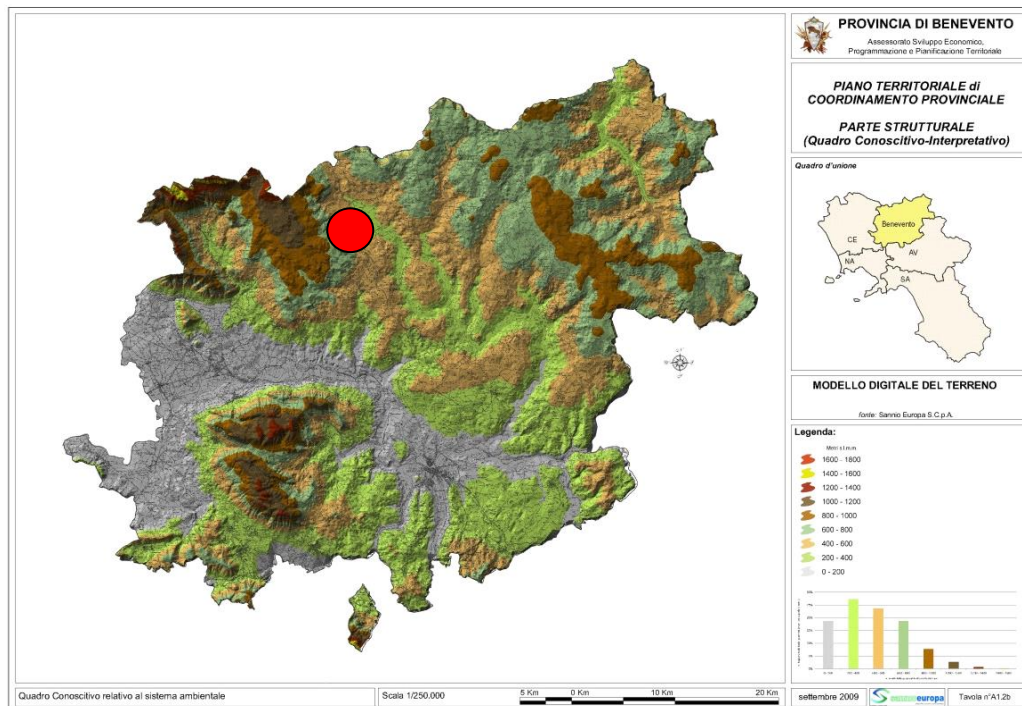 PROVINCIA DI BENEVENTO
Assessorato Sviluppo Economico,
Programmazione e Pianificazione Territoriale
PIANO TERRITORIALE di
COORDINAMENTO PROVINCIALE
PARTE STRUTTURALE
(Quadro Conoscitivo-Interpretativo)
Quadro d'unione
Benevento
CE
AV
NA
SA
MODELLO DIGITALE DEL TERRENO
fonte: Sannio Europa S.C.p.A.
Legenda:
Metri s.l.m.m.
1600 - 1800
1400 - 1600
1200 - 1400
1000 - 1200
800 - 1000
600 - 800
400 - 600
200 - 400
0 - 200
Quadro Conoscitivo relativo al sistema ambientale
Scala 1/250.000
5 Km 0 Km 10 Km 20 Km
settembre 2009
sannioeuropa
Tavola n°A1.2b